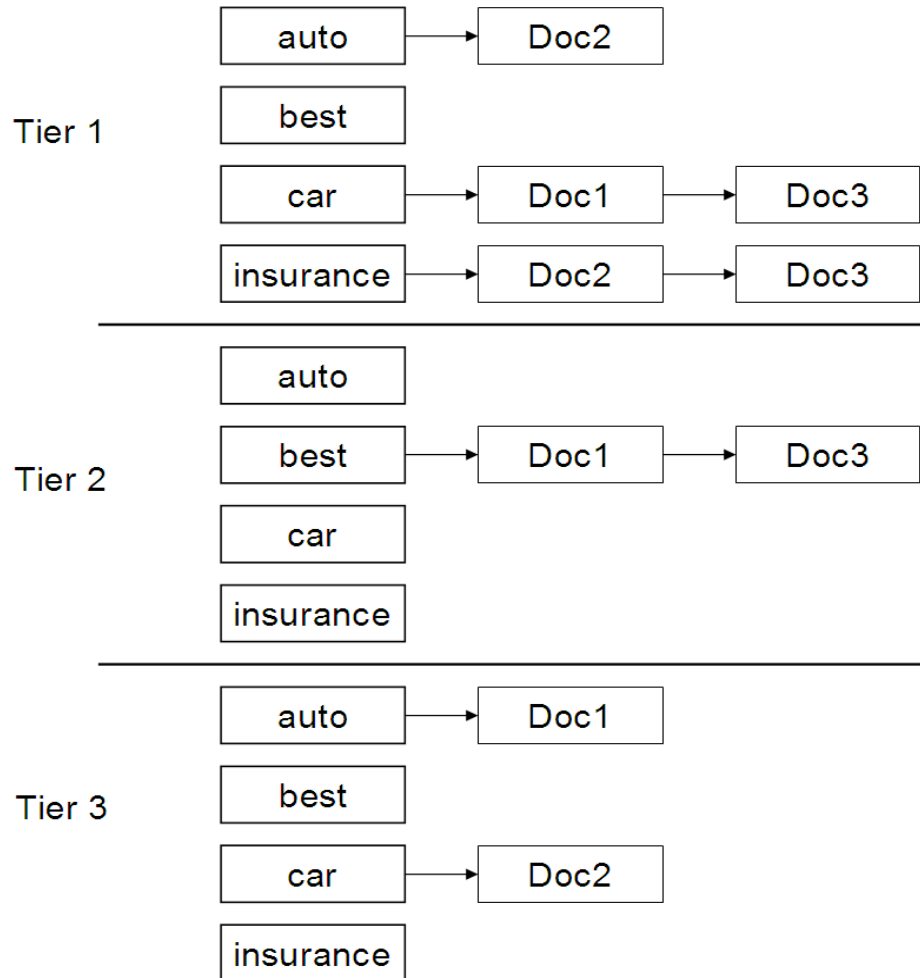 auto Doc2
Tier 1
best
car Doc1 Doc3
insurance Doc2 Doc3
auto
Tier 2
best Doc1 Doc3
car
insurance
auto Doc1
Tier 3
best
car Doc2
insurance